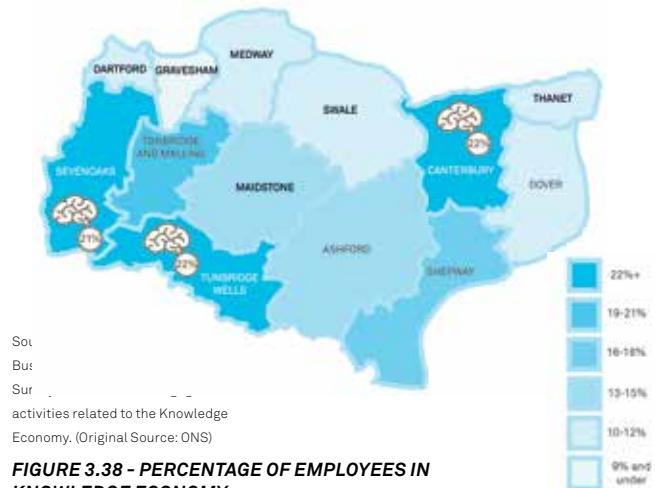 MEDWAY
DARTFORD
GRAVESHAM
SWALE
THANET
22%
TONBRIDGE
AND MALLING
SEVENOAKS
CANTERBURY
MAIDSTONE
DOVER
21%
22%
ASHFORD
SHEPWAY
TUNBRIDGE
WELLS
22%+
19-21%
16-18%
13-15%
10-12%
9% and
under
activities related to the Knowledge
Economy. (Original Source: ONS)
FIGURE 3.38 - PERCENTAGE OF EMPLOYEES IN
KNOWLEDGE ECONOMY